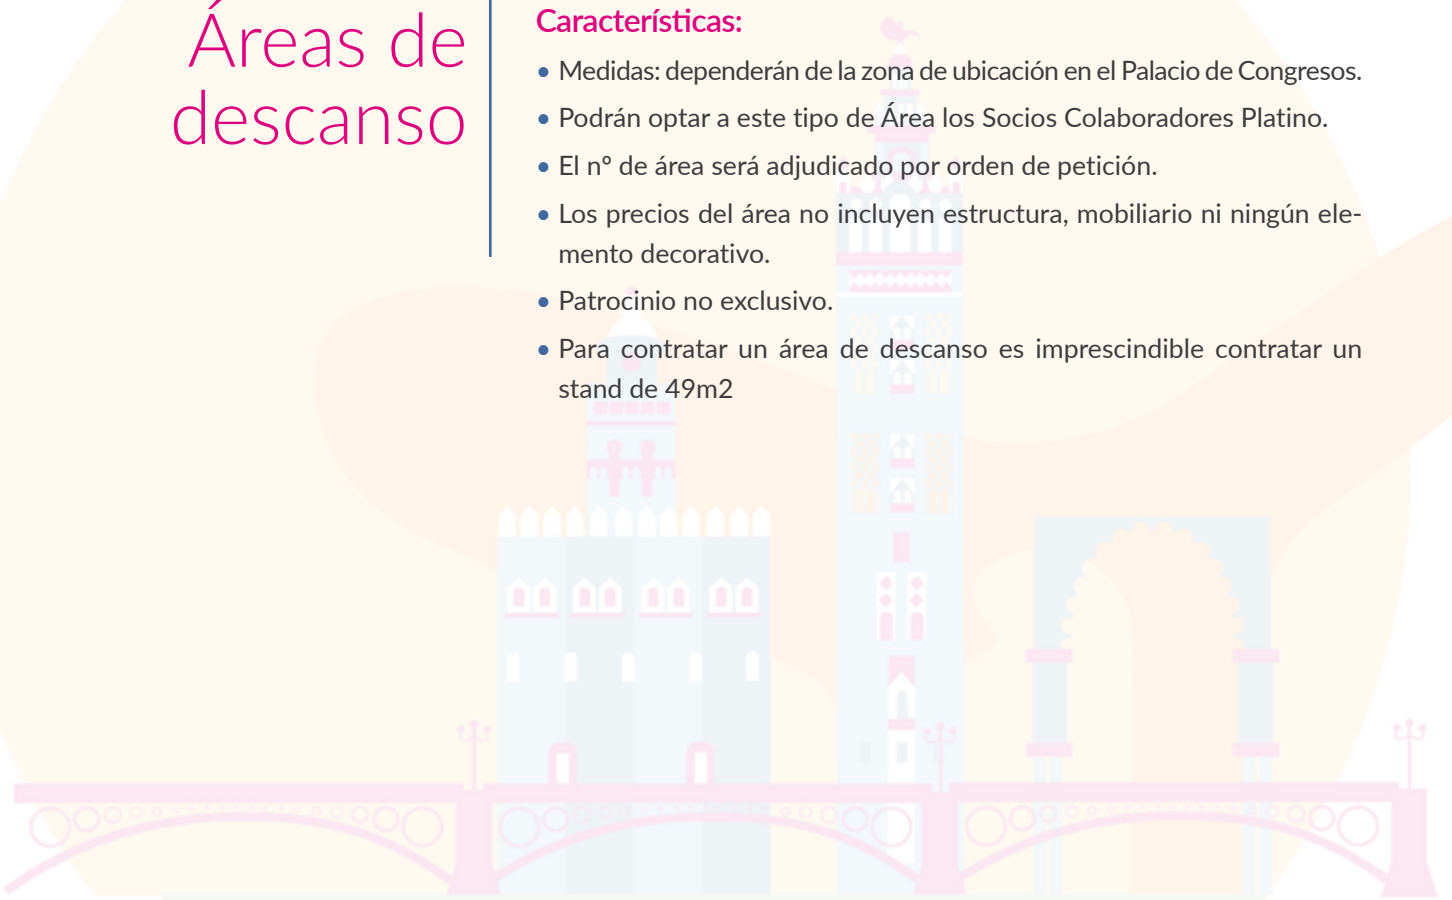 Áreas de
descanso
Características:
• Medidas: dependerán de la zona de ubicación en el Palacio de Congresos.
• Podrán optar a este tipo de Área los Socios Colaboradores Platino.
• El nº de área será adjudicado por orden de petición.
• Los precios del área no incluyen estructura, mobiliario ni ningún ele-
mento decorativo.
• Patrocinio no exclusivo.
• Para contratar un área de descanso es imprescindible contratar un
stand de 49m2